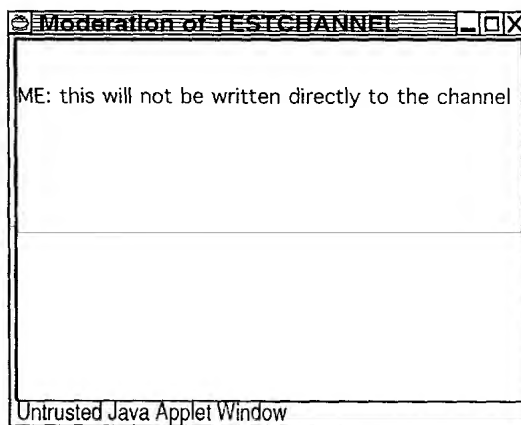 Moderation of TESTCHANNEL
ME: this will not be written directly to the channel
Untrusted Java Applet Window